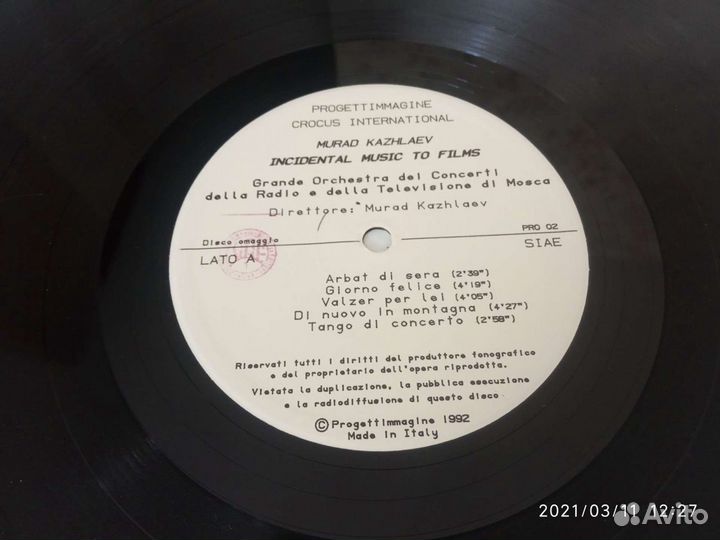 PROGETTIMMAGINE
CROCUS INTERNATIONAL
MURAD KAZHLAEV
INCIDENTAL MUSIC TO FILMS
Grande Orchestra dei Concerti
della Radio e della Televisione di Mosca
Direttore: Murad Kazhlaev
Disco omaggio
PRO 02
LATO A
SIAE
Arbat di sera (2'39")
Giorno felice (4'19")
Valzer per lei (4'05")
Di nuovo in montagna (4'27")
Tango di concerto (2'58")
Riservati tutti i diritti del produttore fonografico
e del proprietario dell'opera riprodotta.
Vietata la duplicazione, la pubblica esecuzione
e la radiodiffusione di questo disco
© Progettimmagine 1992
Made in Italy
2021/03/11 12:27
Avito